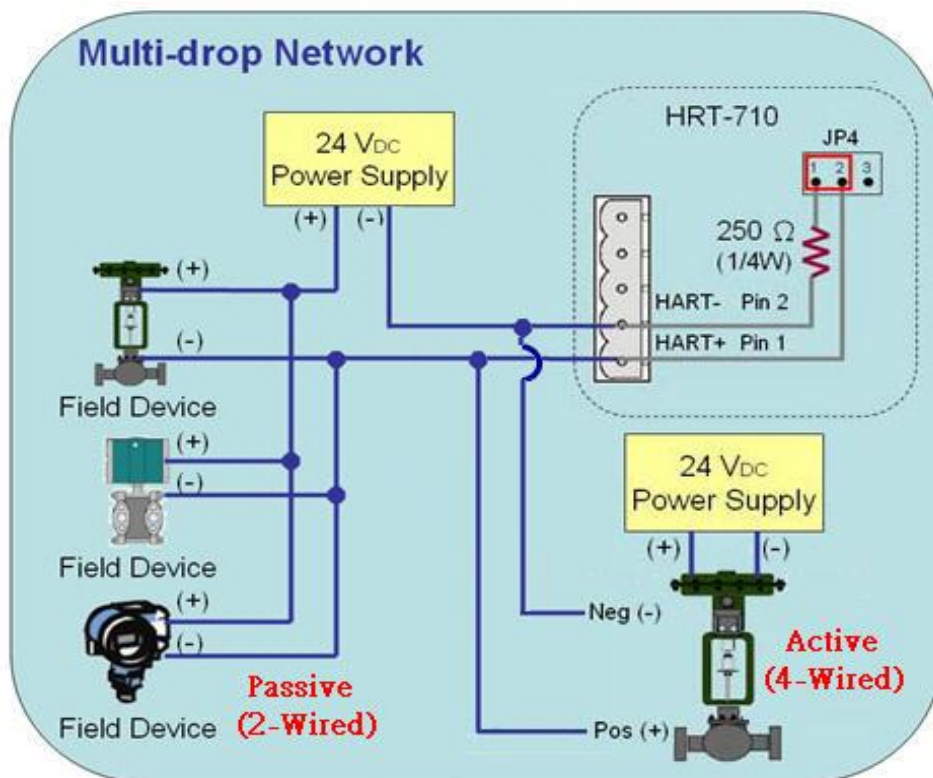 Multi-drop Network
24 VDC
Power Supply
(+) (-)
HRT-710
JP4
1 2 3
250 Ω
(1/4W)
HART- Pin 2
HART+ Pin 1
(+)
(-)
Field Device
(+)
(-)
Field Device
(+)
(-)
Field Device
Passive
(2-Wired)
24 VDC
Power Supply
(+) (-)
Neg (-)
Active
(4-Wired)
Pos (+)